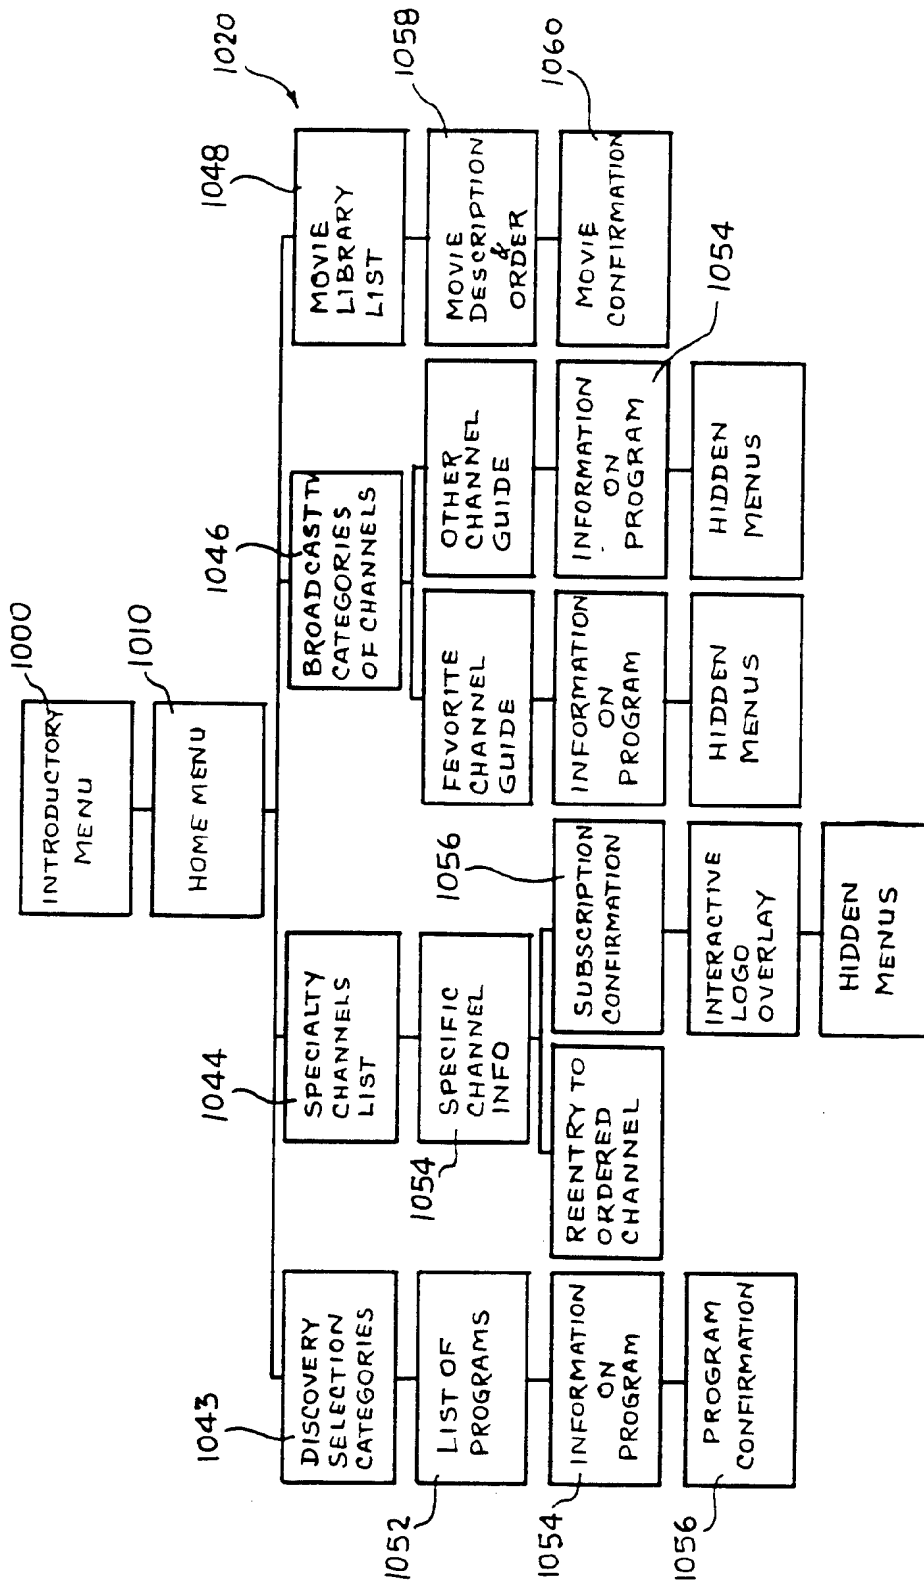 1000
INTRODUCTORY
MENU
1010
HOME MENU
1020
1043
DISCOVERY
SELECTION
CATEGORIES
1052
LIST OF
PROGRAMS
1054
INFORMATION
ON
PROGRAM
1056
PROGRAM
CONFIRMATION
1044
SPECIALTY
CHANNELS
LIST
1054
SPECIFIC
CHANNEL
INFO
REENTRY TO
ORDERED
CHANNEL
1056
SUBSCRIPTION
CONFIRMATION
INTERACTIVE
LOGO
OVERLAY
HIDDEN
MENUS
1046
BROADCAST TV
CATEGORIES
OF CHANNELS
FEVORITE
CHANNEL
GUIDE
INFORMATION
ON
PROGRAM
HIDDEN
MENUS
OTHER
CHANNEL
GUIDE
INFORMATION
ON
PROGRAM
1054
HIDDEN
MENUS
1048
MOVIE
LIBRARY
LIST
1058
MOVIE
DESCRIPTION
&
ORDER
1060
MOVIE
CONFIRMATION